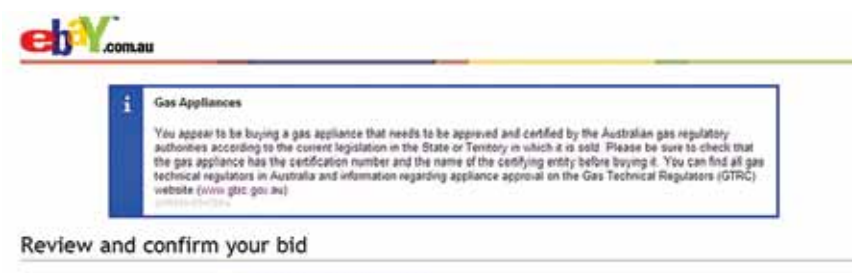 ebay.com.au
i
Gas Appliances
You appear to be buying a gas appliance that needs to be approved and certified by the Australian gas regulatory
authorities according to the current legislation in the State or Territory in which it is sold. Please be sure to check that
the gas appliance has the certification number and the name of the certifying entity before buying it. You can find all gas
technical regulators in Australia and information regarding appliance approval on the Gas Technical Regulators (GTRC)
website (www.gtrc.gov.au)
Review and confirm your bid